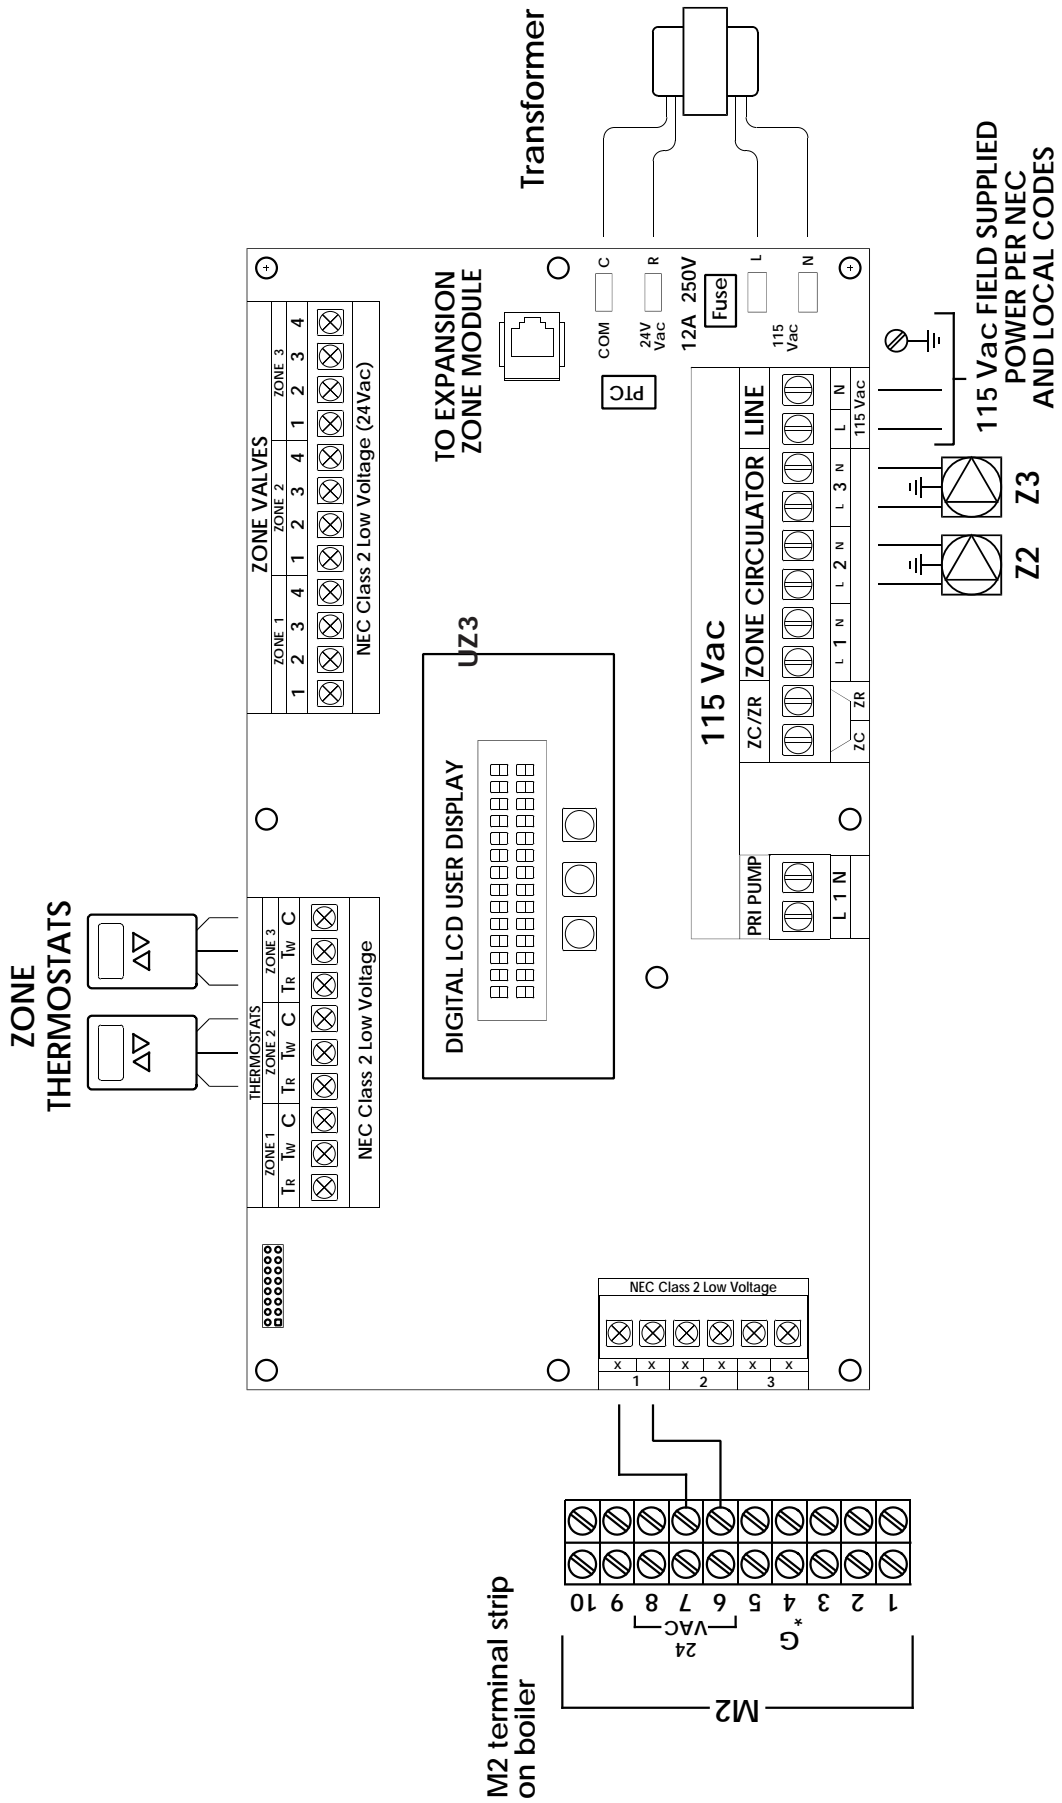 ZONE
THERMOSTATS
THERMOSTATS
ZONE 1
ZONE 2
ZONE 3
TR TW C TR TW C TR TW C
NEC Class 2 Low Voltage
ZONE VALVES
ZONE 1
ZONE 2
ZONE 3
1 2 3 4 1 2 3 4 1 2 3 4
NEC Class 2 Low Voltage (24Vac)
TO EXPANSION
ZONE MODULE
Transformer
COM
C
24V
Vac
R
12A 250V
Fuse
115
Vac
L
N
PTC
UZ3
DIGITAL LCD USER DISPLAY
115 Vac
PRI PUMP
L 1 N
ZC/ZR
ZC
ZR
ZONE CIRCULATOR
L 1 N
L 2 N
L 3 N
LINE
L N
115 Vac
Z2
Z3
115 Vac FIELD SUPPLIED
POWER PER NEC
AND LOCAL CODES
NEC Class 2 Low Voltage
X X X X X X
1 2 3
M2 terminal strip
on boiler
10 9 8 7 6 5 4 3 2 1
24
VAC
G*
M2